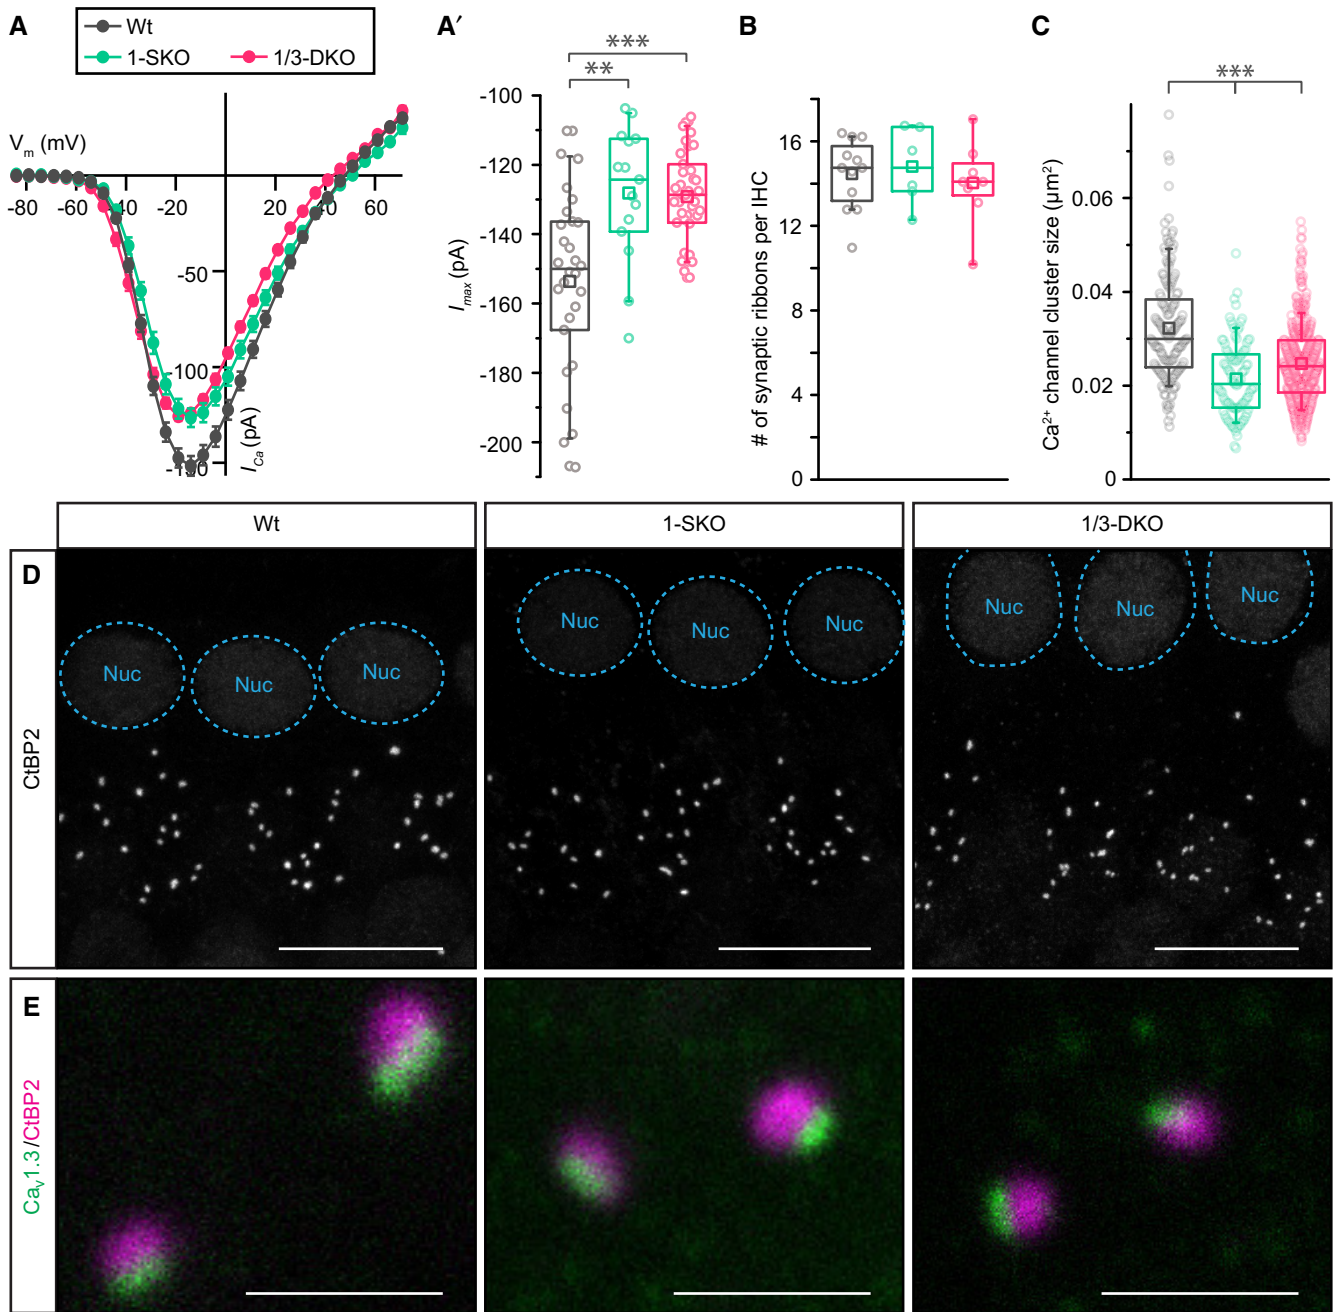 A
Wt
1-SKO
1/3-DKO
Vm (mV)
-80
-60
-40
-20
20
40
60
-50
-100
-150
ICa (pA)
A′
***
**
-100
-120
-140
-160
-180
-200
Imax (pA)
B
16
12
8
4
0
# of synaptic ribbons per IHC
C
***
0.06
0.04
0.02
0
Ca²⁺ channel cluster size (µm²)
Wt
1-SKO
1/3-DKO
D
CtBP2
Nuc
Nuc
Nuc
Nuc
Nuc
Nuc
Nuc
Nuc
Nuc
E
CaV1.3/CtBP2